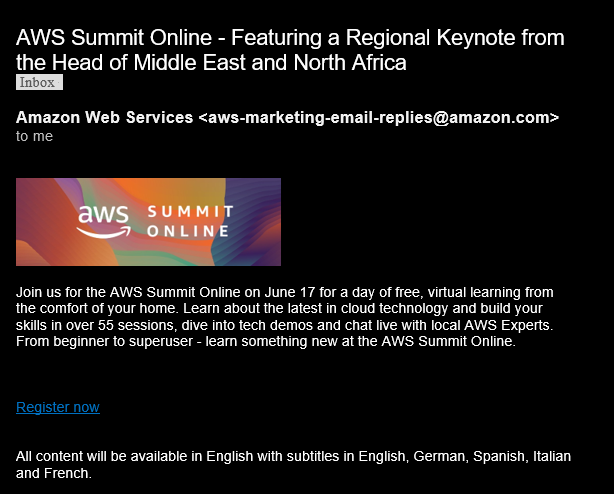 AWS Summit Online - Featuring a Regional Keynote from
the Head of Middle East and North Africa
Inbox
Amazon Web Services <aws-marketing-email-replies@amazon.com>
to me
aws SUMMIT
ONLINE
Join us for the AWS Summit Online on June 17 for a day of free, virtual learning from
the comfort of your home. Learn about the latest in cloud technology and build your
skills in over 55 sessions, dive into tech demos and chat live with local AWS Experts.
From beginner to superuser - learn something new at the AWS Summit Online.
Register now
All content will be available in English with subtitles in English, German, Spanish, Italian
and French.